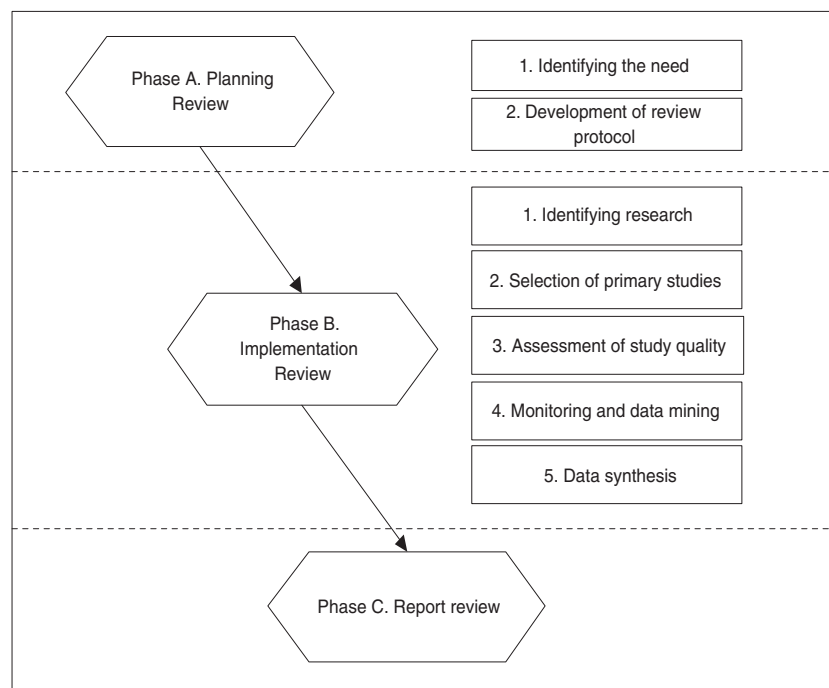 Phase A. Planning
Review
1. Identifying the need
2. Development of review
protocol
Phase B.
Implementation
Review
1. Identifying research
2. Selection of primary studies
3. Assessment of study quality
4. Monitoring and data mining
5. Data synthesis
Phase C. Report review